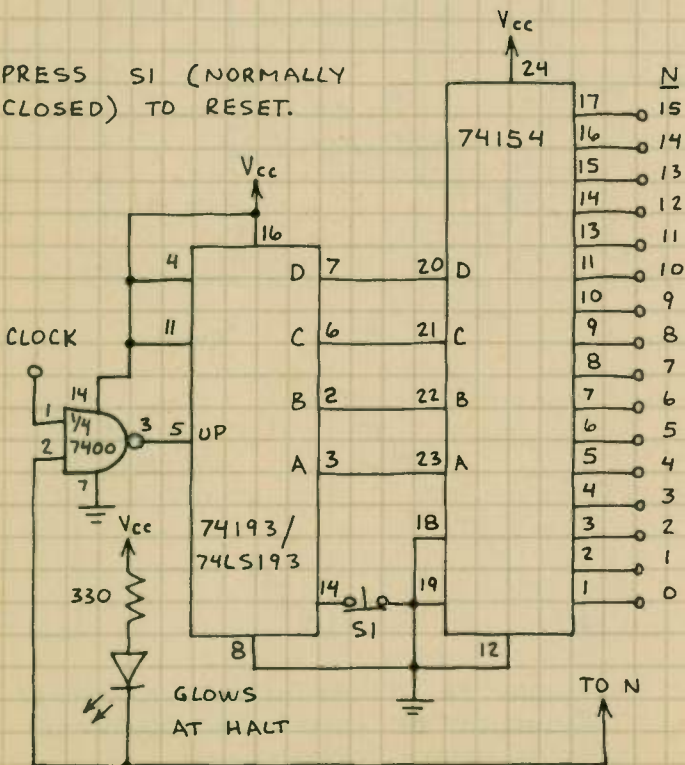 PRESS S1 (NORMALLY
CLOSED) TO RESET.
Vcc
24
N
74154
17 15
16 14
15 13
14 12
13 11
11 10
10 9
9 8
8 7
7 6
6 5
5 4
4 3
3 2
2 1
1 0
Vcc
16
4
11
D 7 20 D
C 6 21 C
B 2 22 B
A 3 23 A
CLOCK
14
1
2
1/4
7400
3 5 UP
7
74193/
74LS193
18
14 19
S1
8
12
Vcc
330
GLOWS
AT HALT
TO N